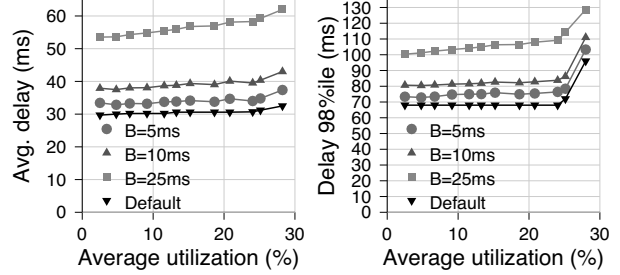 Avg. delay (ms)
60
50
40
30
20
10
0
B=5ms
B=10ms
B=25ms
Default
0 10 20 30
Average utilization (%)
Delay 98%ile (ms)
130
120
110
100
90
80
70
60
50
40
30
20
10
0
B=5ms
B=10ms
B=25ms
Default
0 10 20 30
Average utilization (%)